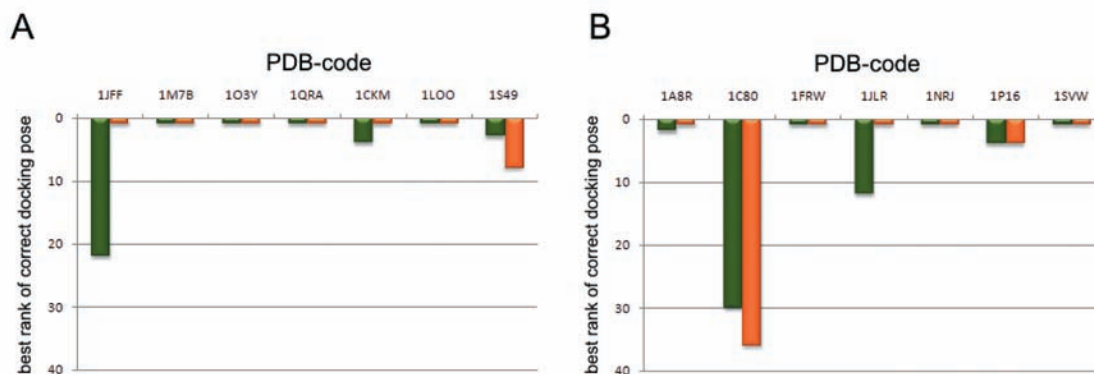 A
PDB-code
1JFF 1M7B 1O3Y 1QRA 1CKM 1LOO 1S49
0
10
20
30
40
best rank of correct docking pose
B
PDB-code
1A8R 1C80 1FRW 1JLR 1NRJ 1P16 1SVW
0
10
20
30
40
best rank of correct docking pose